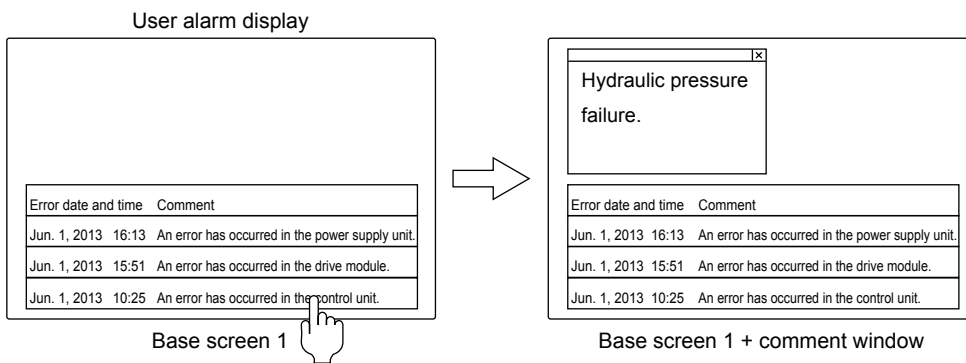 User alarm display
Error date and time Comment
Jun. 1, 2013 16:13 An error has occurred in the power supply unit.
Jun. 1, 2013 15:51 An error has occurred in the drive module.
Jun. 1, 2013 10:25 An error has occurred in the control unit.
Base screen 1
Hydraulic pressure
failure.
Error date and time Comment
Jun. 1, 2013 16:13 An error has occurred in the power supply unit.
Jun. 1, 2013 15:51 An error has occurred in the drive module.
Jun. 1, 2013 10:25 An error has occurred in the control unit.
Base screen 1 + comment window